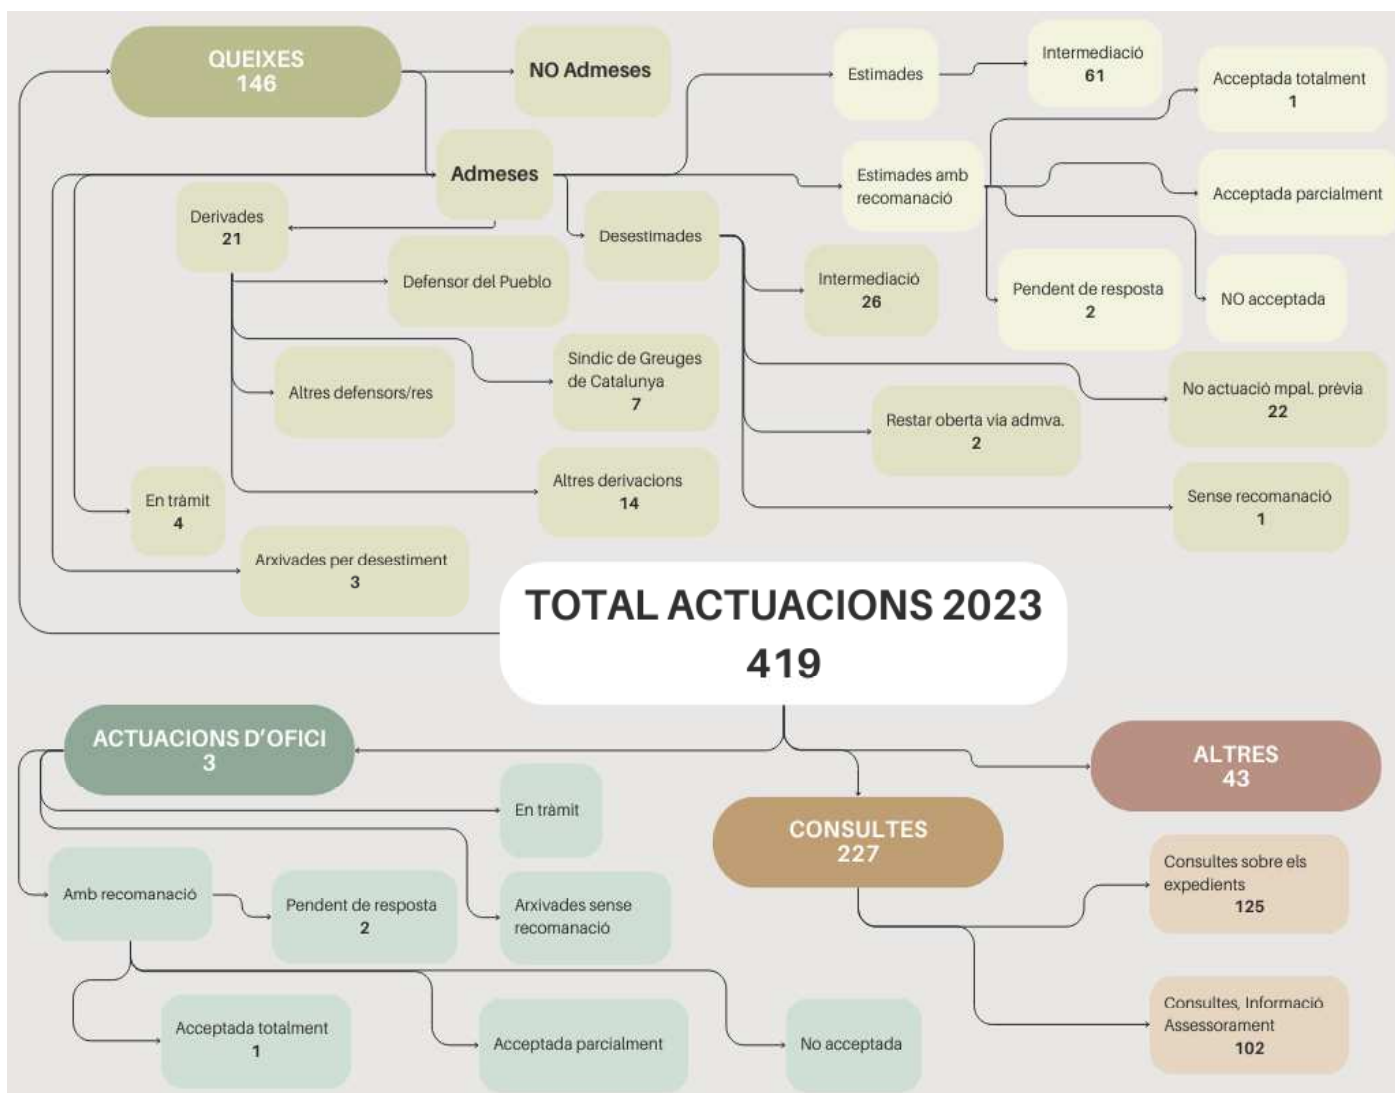 QUEIXES
146
NO Admeses
Admeses
Estimades
Intermediació
61
Acceptada totalment
1
Estimades amb
recomanació
Acceptada parcialment
Pendent de resposta
2
NO acceptada
Derivades
21
Defensor del Pueblo
Desestimades
Intermediació
26
Altres defensors/res
Síndic de Greuges
de Catalunya
7
No actuació mpal. prèvia
22
Restar oberta via admva.
2
Altres derivacions
14
Sense recomanació
1
En tràmit
4
Arxivades per desestiment
3
TOTAL ACTUACIONS 2023
419
ACTUACIONS D'OFICI
3
En tràmit
Amb recomanació
Pendent de resposta
2
Arxivades sense
recomanació
Acceptada totalment
1
Acceptada parcialment
No acceptada
CONSULTES
227
ALTRES
43
Consultes sobre els
expedients
125
Consultes, Informació
Assessorament
102